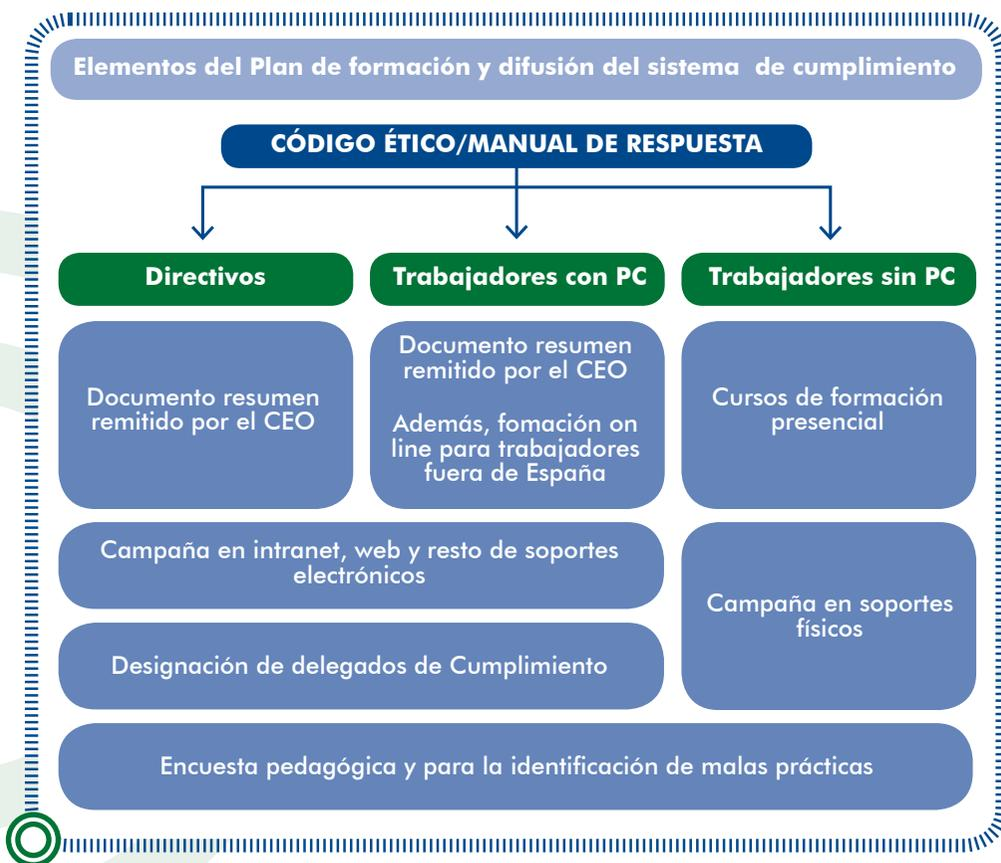 Elementos del Plan de formación y difusión del sistema de cumplimiento
CÓDIGO ÉTICO/MANUAL DE RESPUESTA
Directivos
Trabajadores con PC
Trabajadores sin PC
Documento resumen
remitido por el CEO
Documento resumen
remitido por el CEO
Además, fomación on
line para trabajadores
fuera de España
Cursos de formación
presencial
Campaña en intranet, web y resto de soportes
electrónicos
Campaña en soportes
físicos
Designación de delegados de Cumplimiento
Encuesta pedagógica y para la identificación de malas prácticas